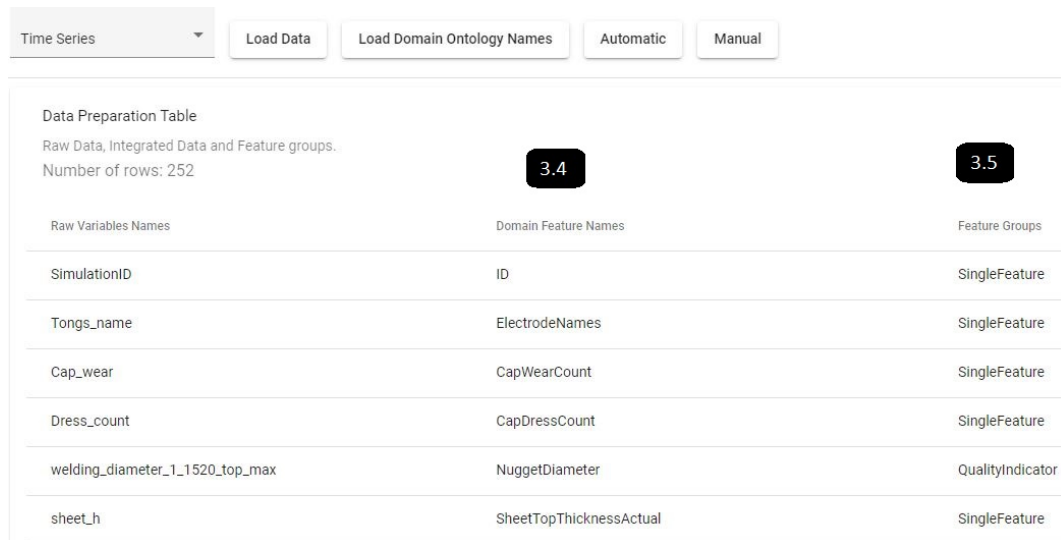 Time Series Load Data Load Domain Ontology Names Automatic Manual
Data Preparation Table
Raw Data, Integrated Data and Feature groups.
Number of rows: 252
3.4 3.5
Raw Variables Names Domain Feature Names Feature Groups
SimulationID ID SingleFeature
Tongs_name ElectrodeNames SingleFeature
Cap_wear CapWearCount SingleFeature
Dress_count CapDressCount SingleFeature
welding_diameter_1_1520_top_max NuggetDiameter QualityIndicator
sheet_h SheetTopThicknessActual SingleFeature